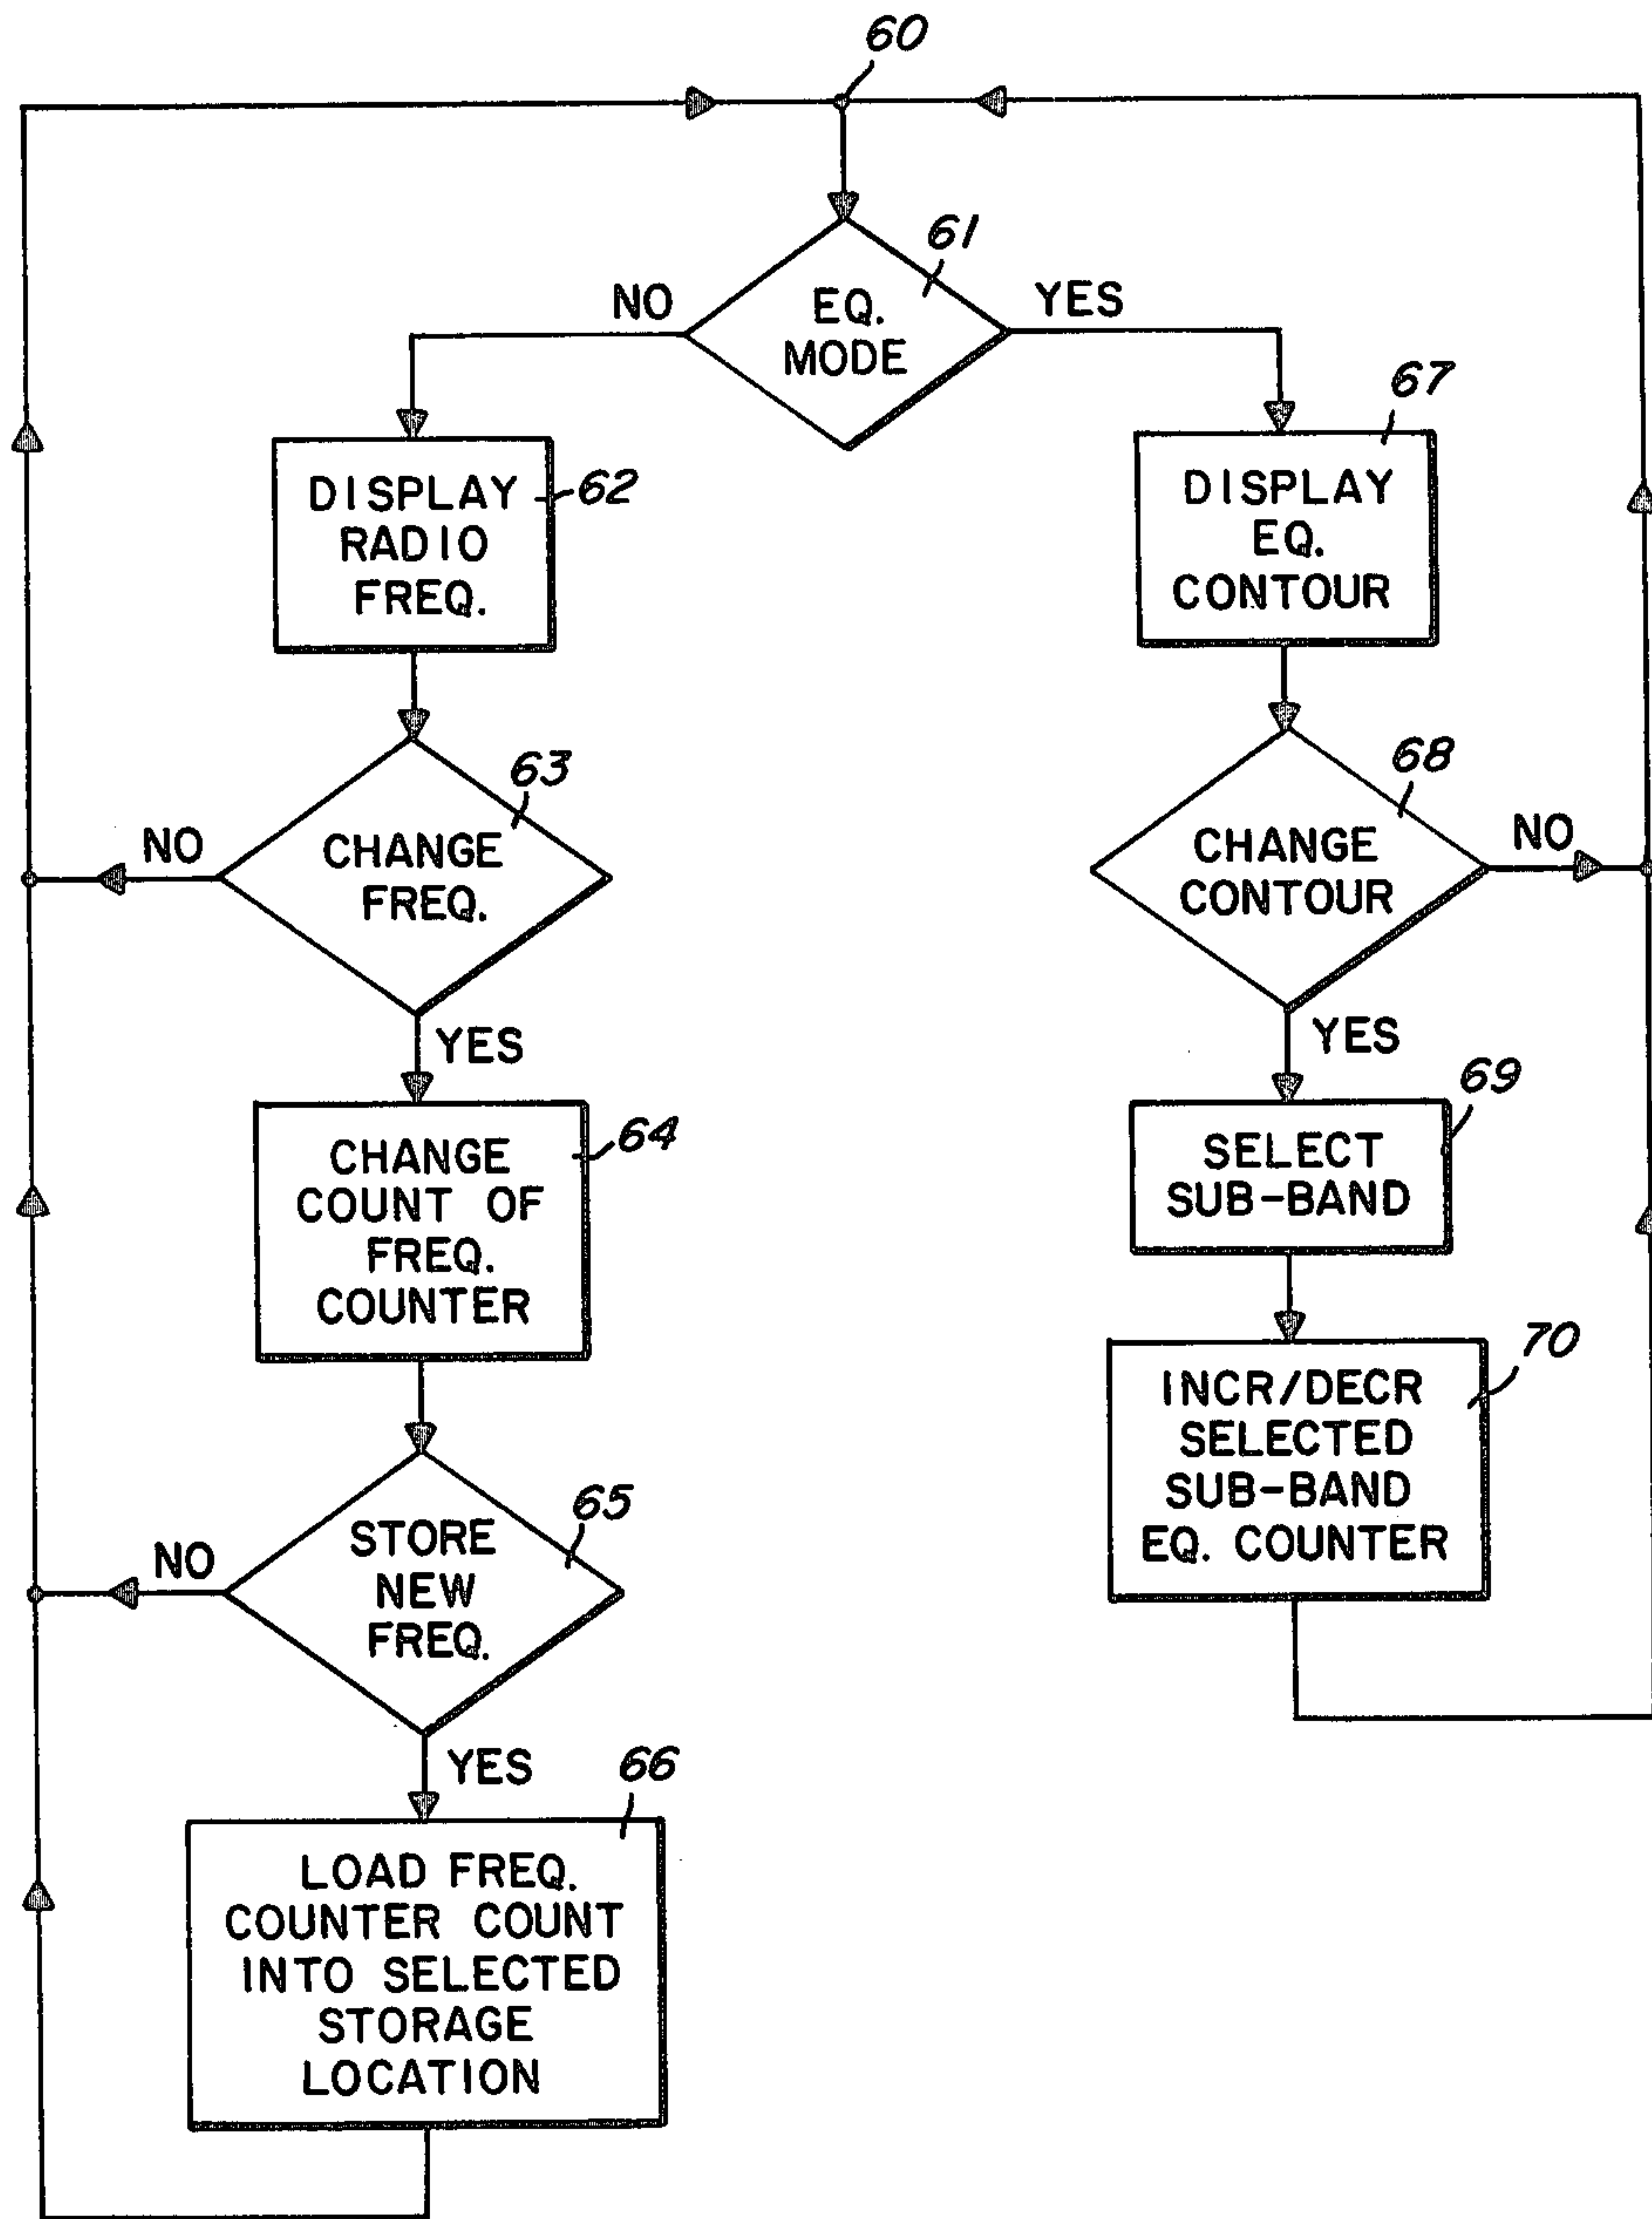 60
61
NO
YES
EQ.
MODE
67
DISPLAY
RADIO
FREQ.
62
DISPLAY
EQ.
CONTOUR
63
68
NO
CHANGE
FREQ.
CHANGE
CONTOUR
NO
YES
YES
69
64
CHANGE
COUNT OF
FREQ.
COUNTER
SELECT
SUB-BAND
70
INCR/DECR
SELECTED
SUB-BAND
EQ. COUNTER
65
NO
STORE
NEW
FREQ.
YES
66
LOAD FREQ.
COUNTER COUNT
INTO SELECTED
STORAGE
LOCATION